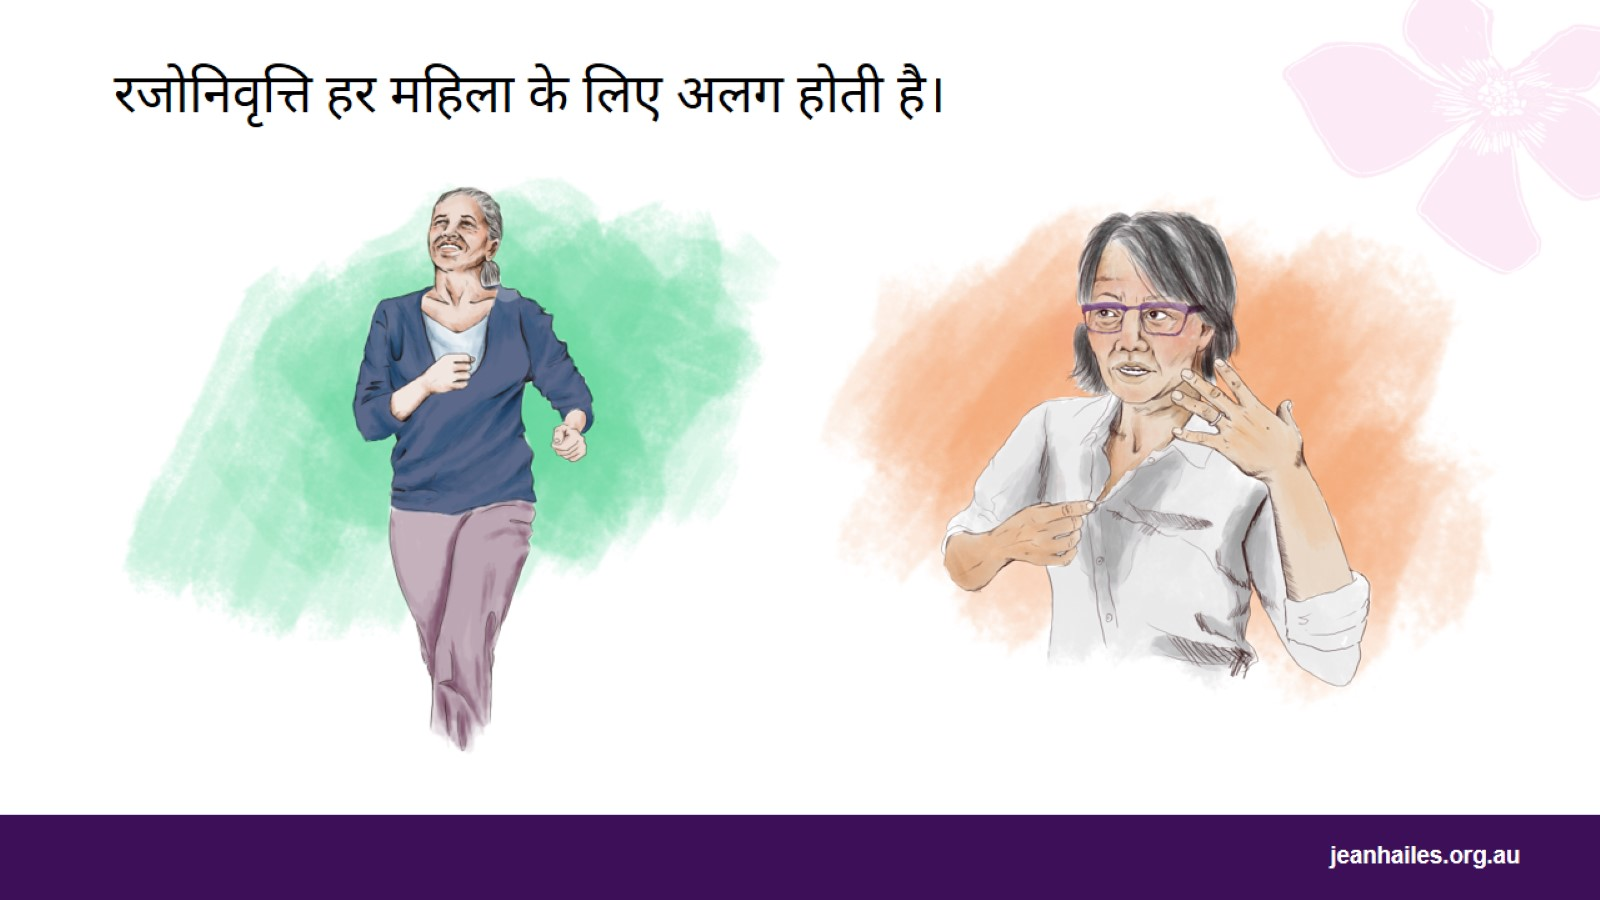 रजोनिवृत्ति हर महिला के लिए अलग होती है।
jeanhailes.org.au